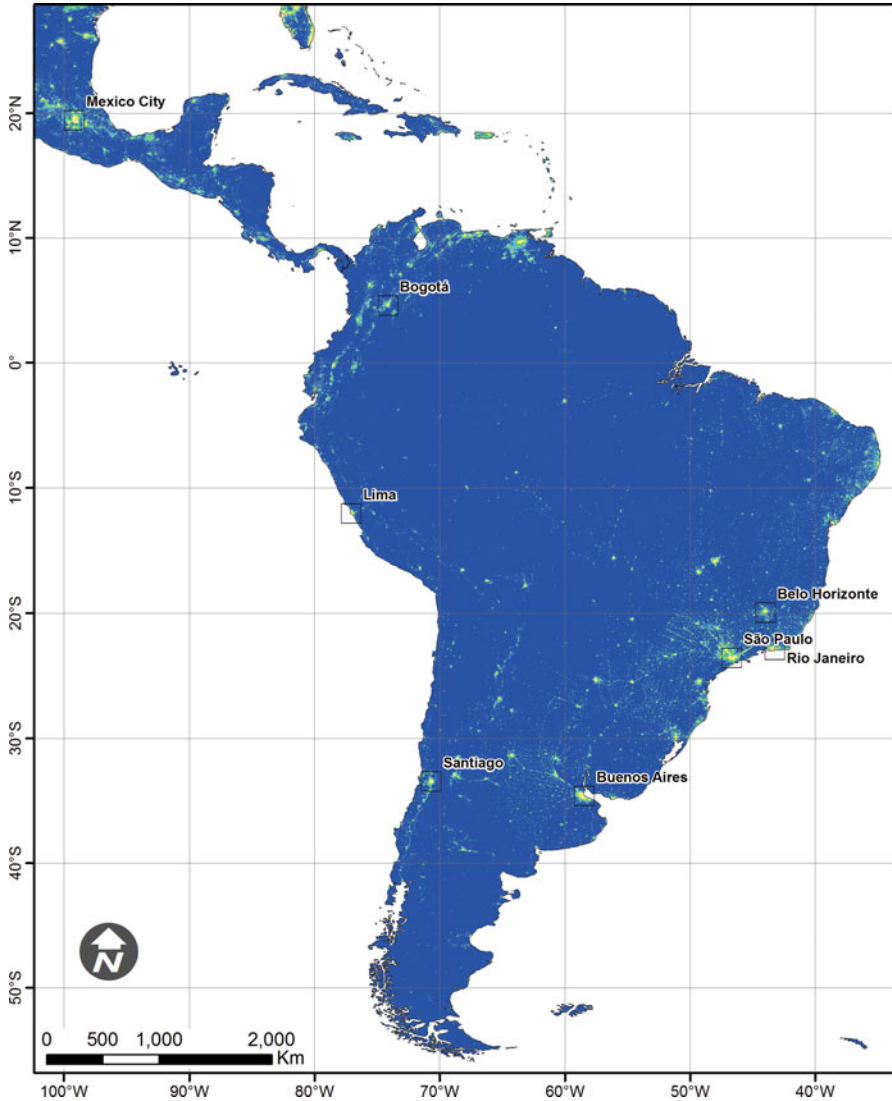 Mexico City
20°N
10°N
Bogotá
0°
10°S
Lima
Belo Horizonte
20°S
São Paulo
Rio Janeiro
30°S
Santiago
Buenos Aires
40°S
N
50°S
0 500 1,000 2,000
Km
100°W 90°W 80°W 70°W 60°W 50°W 40°W